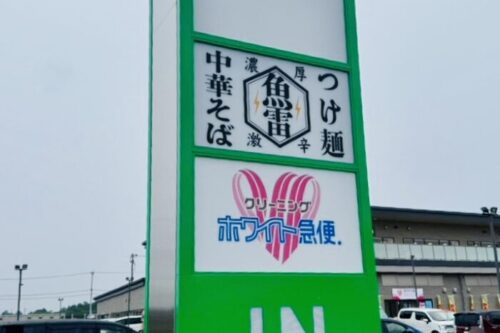 つけ麺
濃厚
魚雷
激辛
中華そば
クリーニング
ホワイト急便.
IN